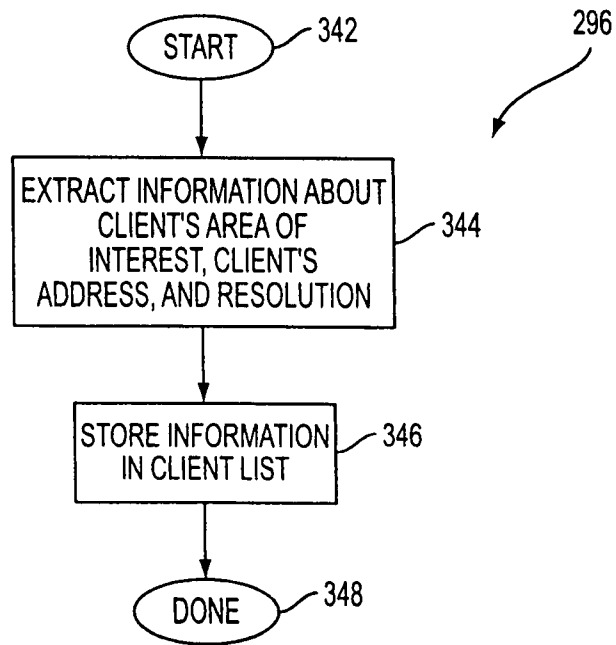 START
342
296
EXTRACT INFORMATION ABOUT
CLIENT'S AREA OF
INTEREST, CLIENT'S
ADDRESS, AND RESOLUTION
344
STORE INFORMATION
IN CLIENT LIST
346
DONE
348